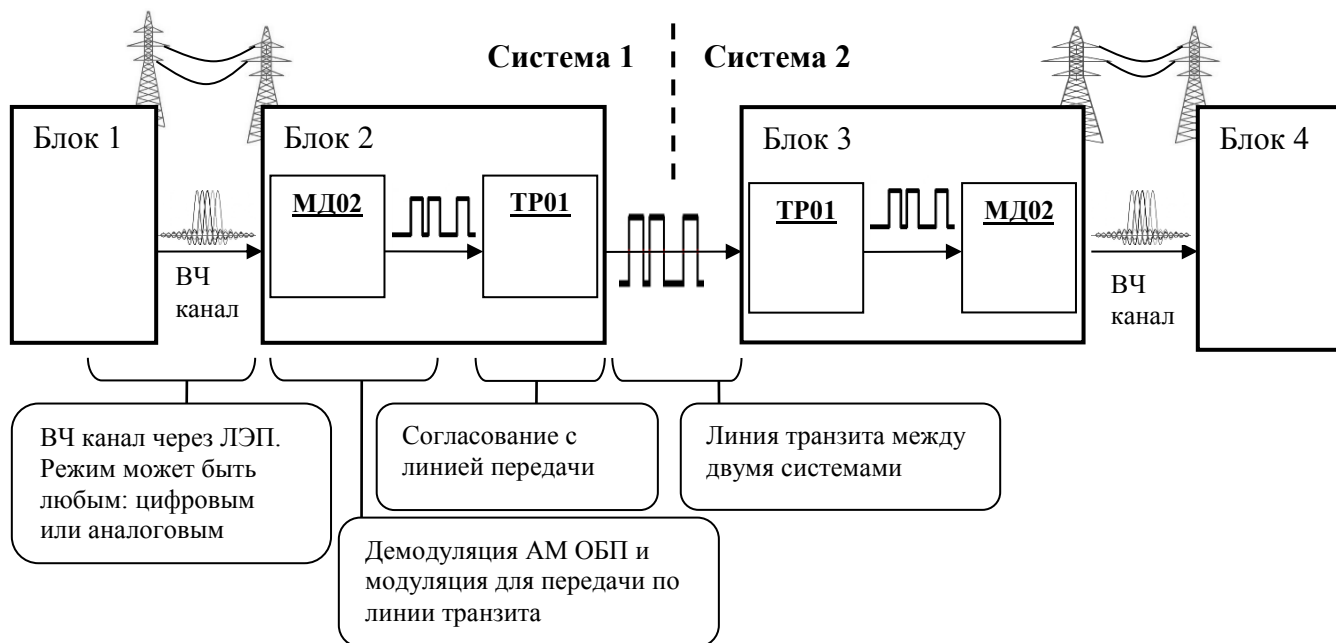 Система 1
Система 2
Блок 1
Блок 2
Блок 3
Блок 4
МД02
ТР01
ТР01
МД02
ВЧ
канал
ВЧ
канал
ВЧ канал через ЛЭП.
Режим может быть
любым: цифровым
или аналоговым
Согласование с
линией передачи
Линия транзита между
двумя системами
Демодуляция АМ ОБП и
модуляция для передачи по
линии транзита